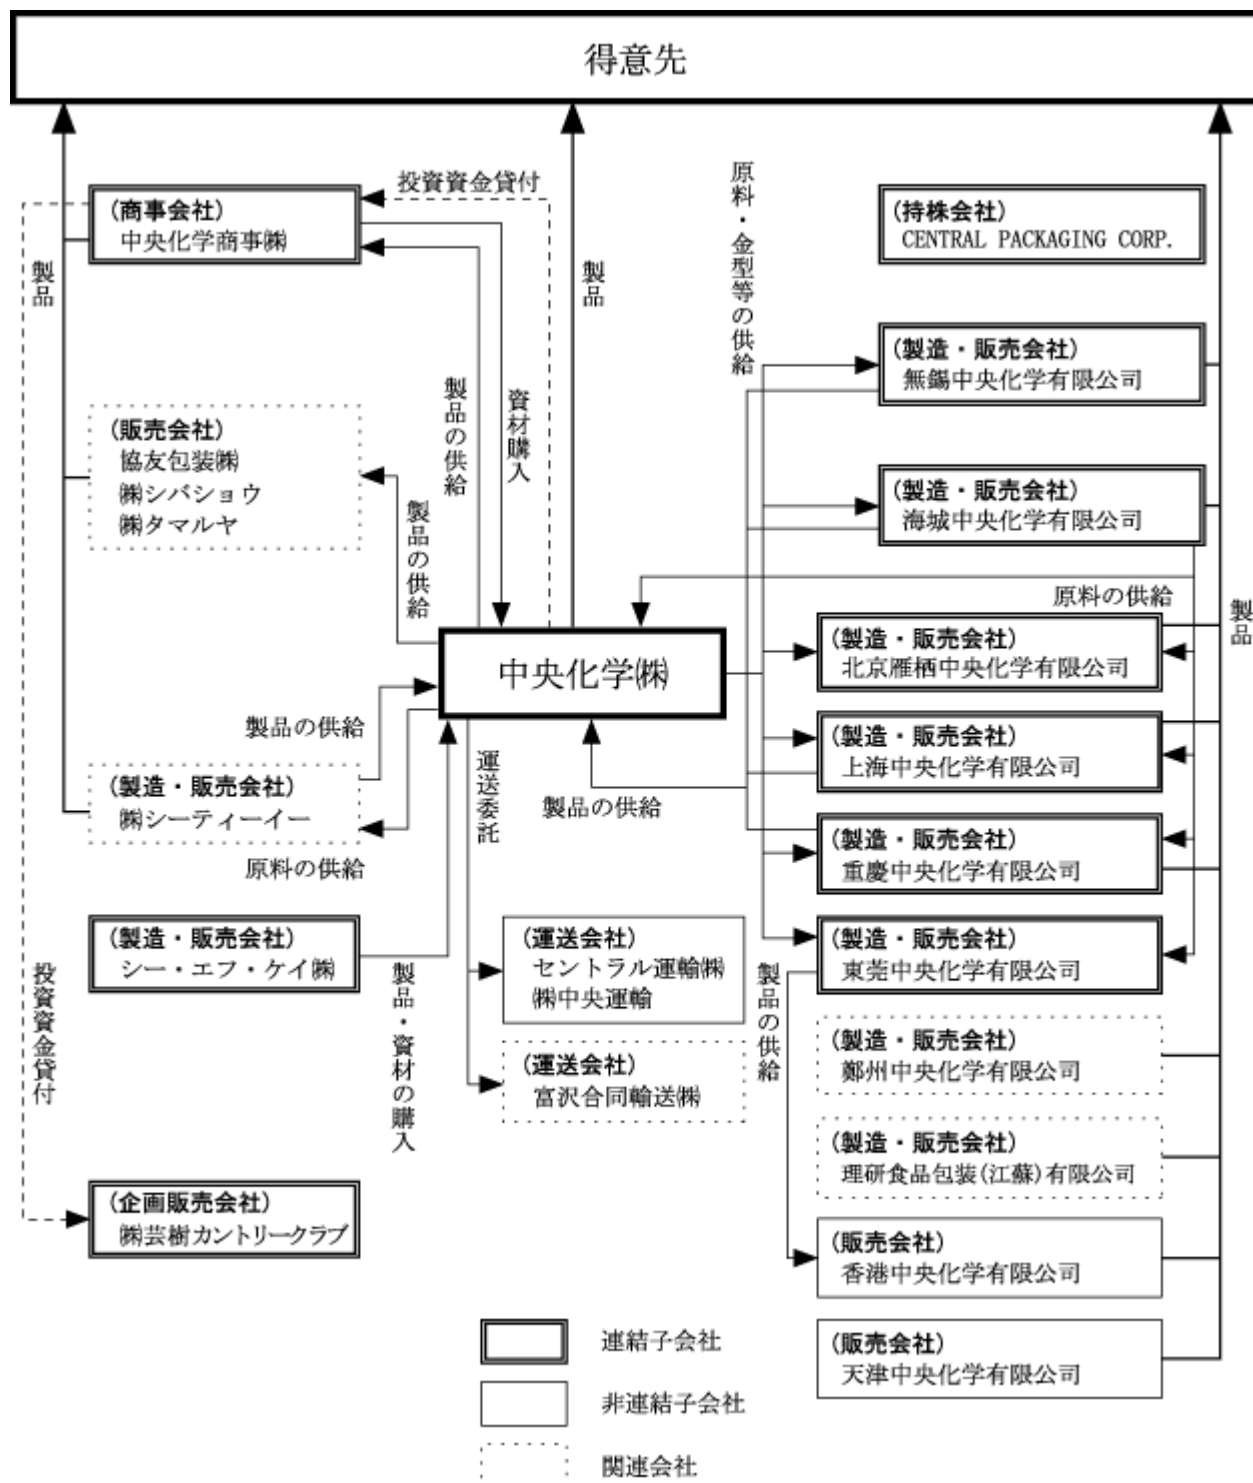 得意先
投資資金貸付
(商事会社)
中央化学商事㈱
製品
製品
原料・金型等の供給
(持株会社)
CENTRAL PACKAGING CORP.
(製造・販売会社)
無錫中央化学有限公司
(販売会社)
協友包装㈱
㈱シバショウ
㈱タマルヤ
製品の供給
資材購入
製品の供給
(製造・販売会社)
海城中央化学有限公司
原料の供給
製品
中央化学㈱
(製造・販売会社)
北京雁栖中央化学有限公司
製品の供給
(製造・販売会社)
㈱シーティーイー
原料の供給
運送委託
製品の供給
(製造・販売会社)
上海中央化学有限公司
(製造・販売会社)
重慶中央化学有限公司
(製造・販売会社)
シー・エフ・ケイ㈱
製品・資材の購入
投資資金貸付
(運送会社)
セントラル運輸㈱
㈱中央運輸
(運送会社)
富沢合同輸送㈱
製品の供給
(製造・販売会社)
東莞中央化学有限公司
(製造・販売会社)
鄭州中央化学有限公司
(製造・販売会社)
理研食品包装(江蘇)有限公司
(企画販売会社)
㈱芸樹カントリークラブ
(販売会社)
香港中央化学有限公司
(販売会社)
天津中央化学有限公司
連結子会社
非連結子会社
関連会社